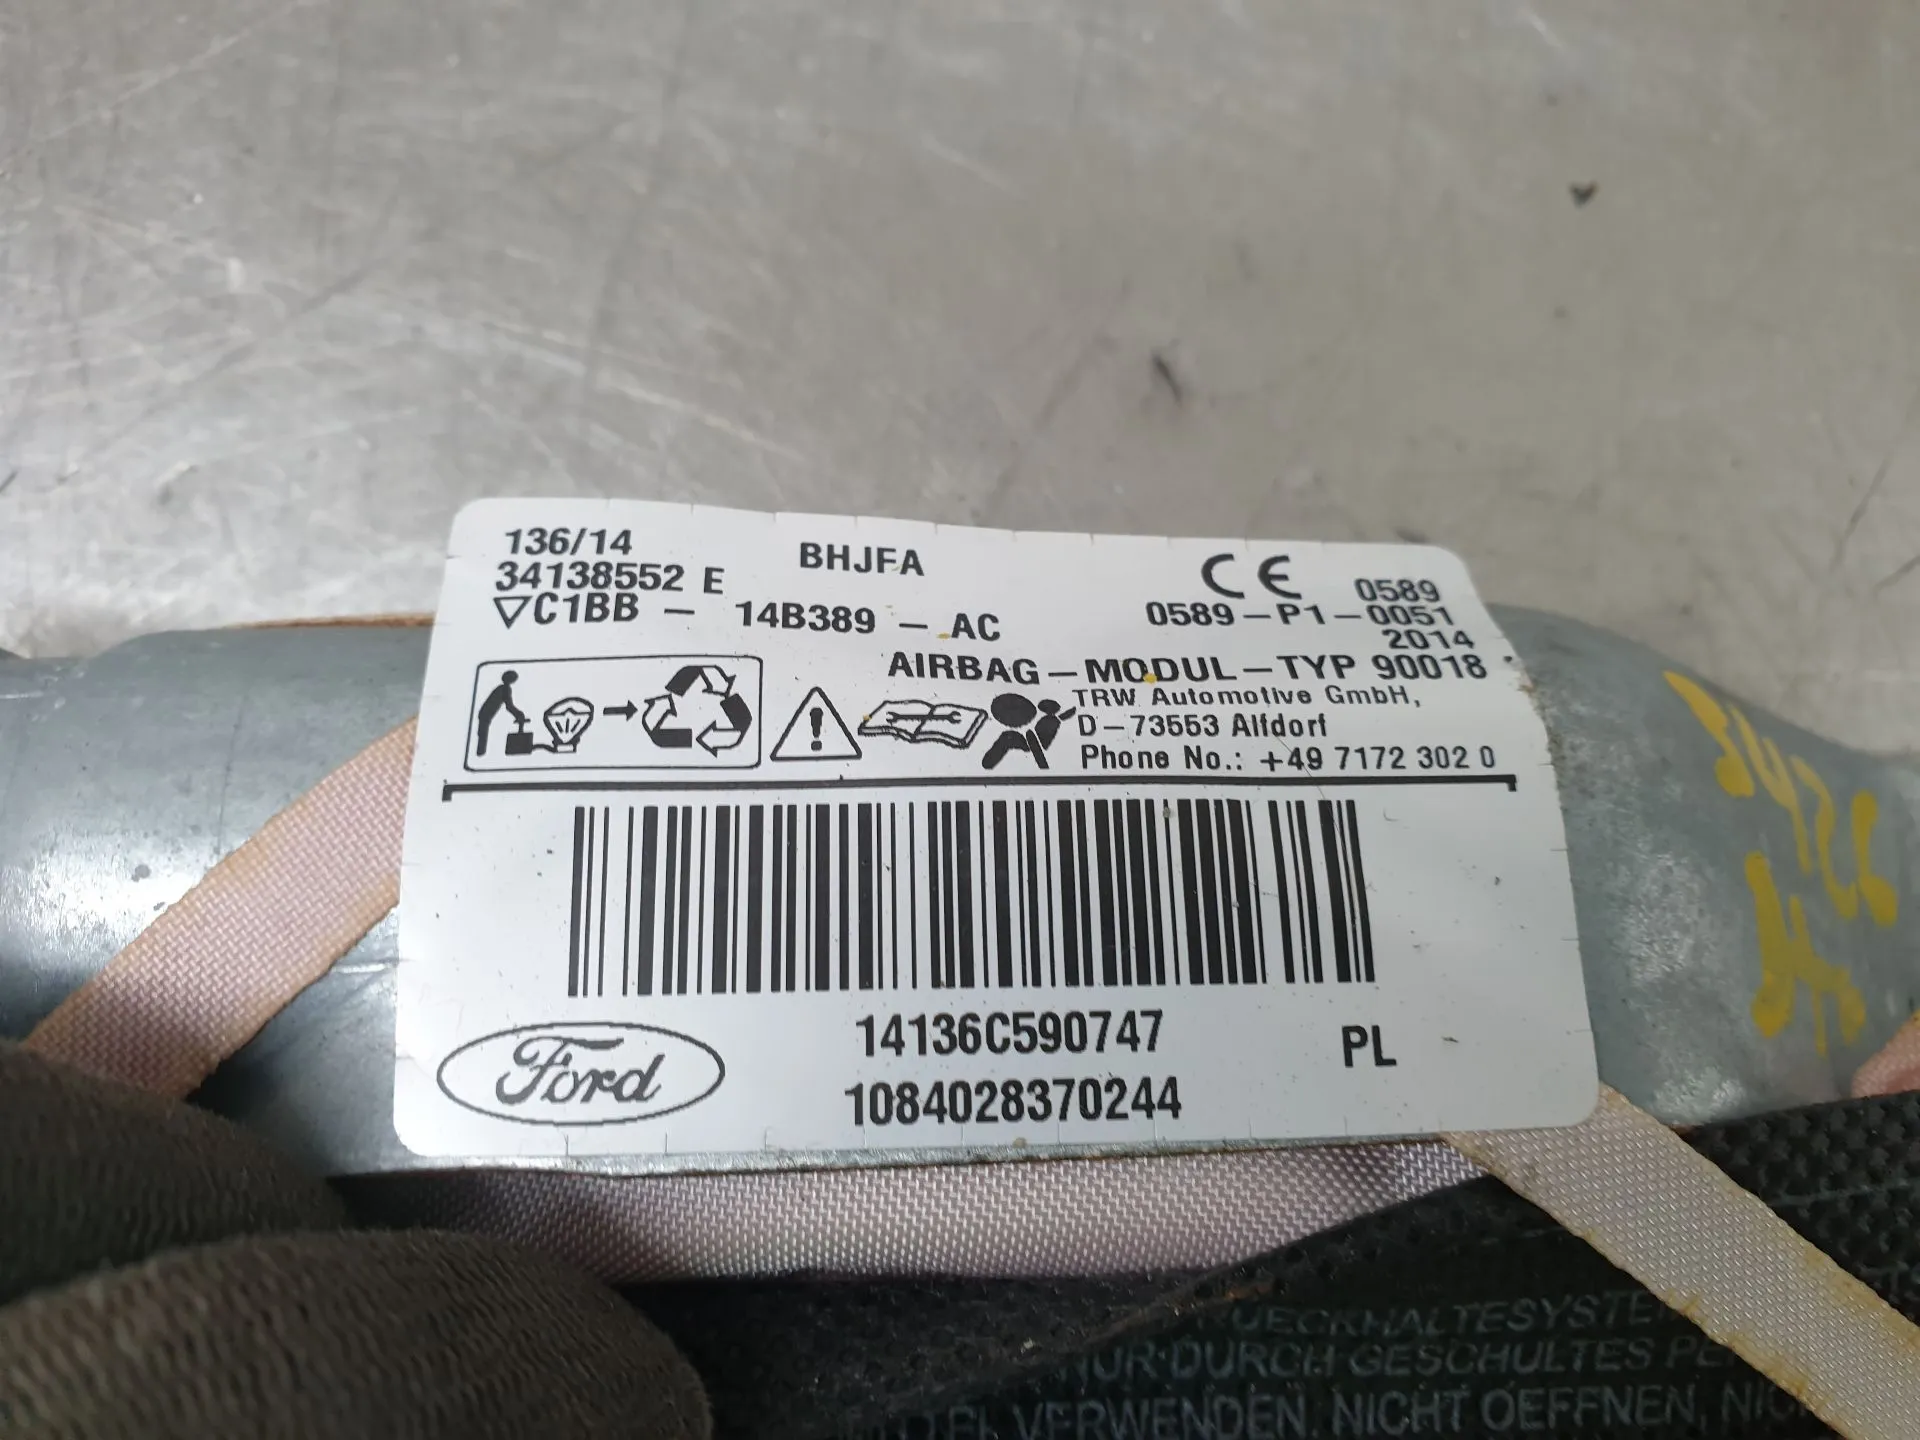 136/14
BHJFA
34138552 E
C1BB - 14B389 - AC
CE 0589
0589-P1-0051
2014
AIRBAG-MODUL-TYP 90018
TRW Automotive GmbH,
D-73553 Alfdorf
Phone No.: +49 7172 302 0
14136C590747
PL
Ford
1084028370244
NUR DURCH GESCHULTES
VERWENDEN, NICHT OEFFNEN,